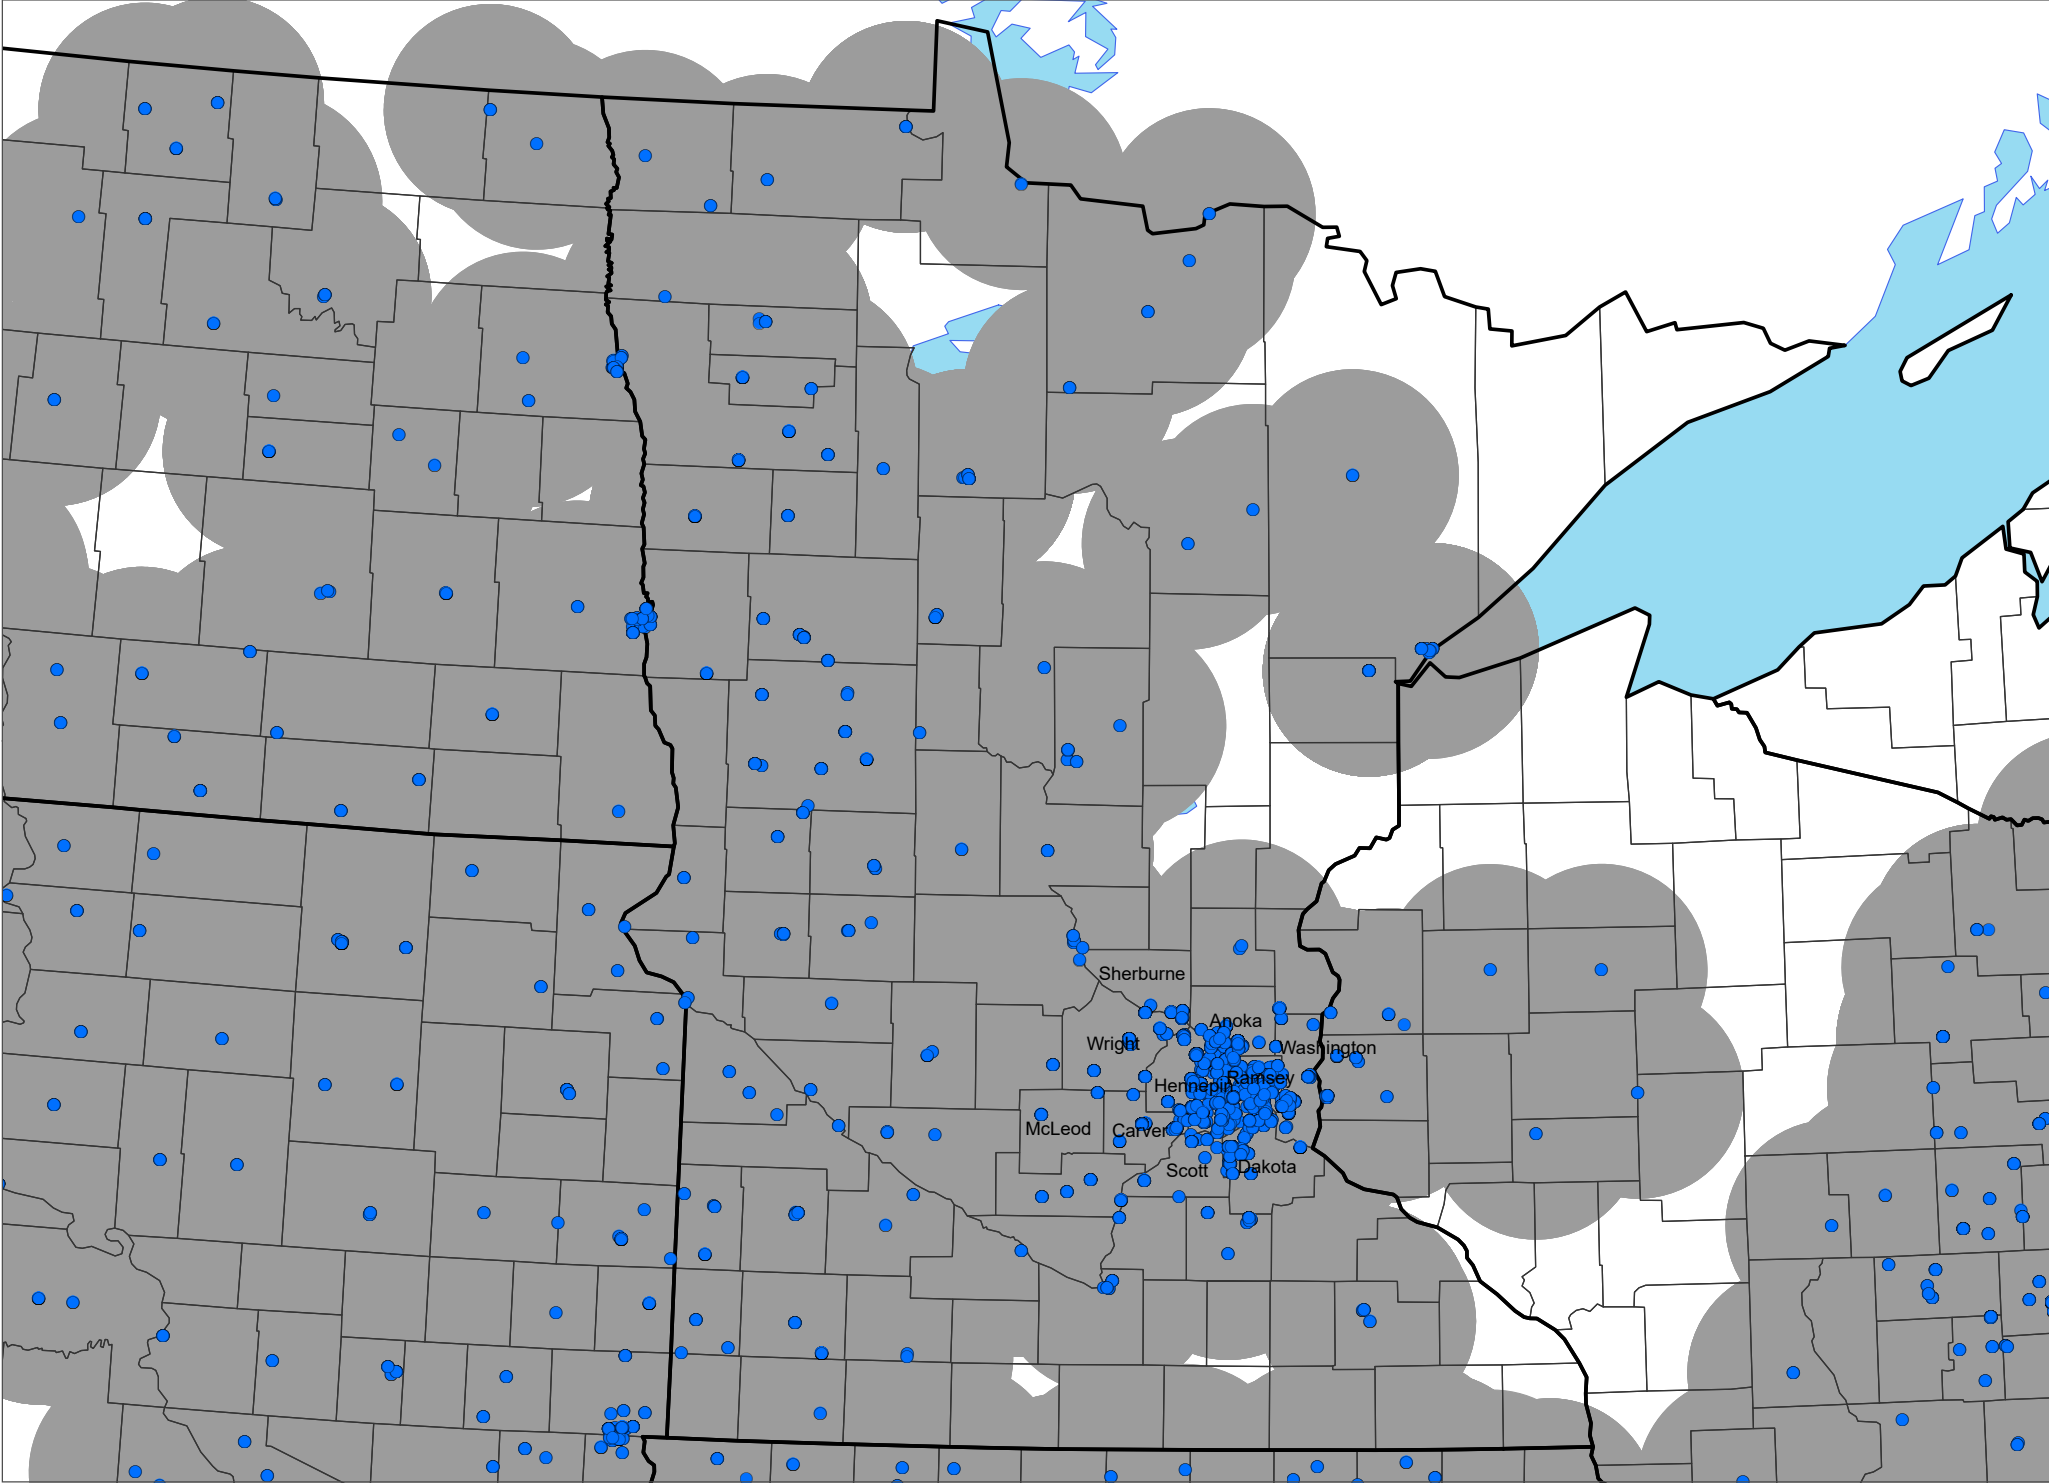 Sherburne
Anoka
Wright
Washington
Ramsey
Hennepin
McLeod
Carver
Scott
Dakota